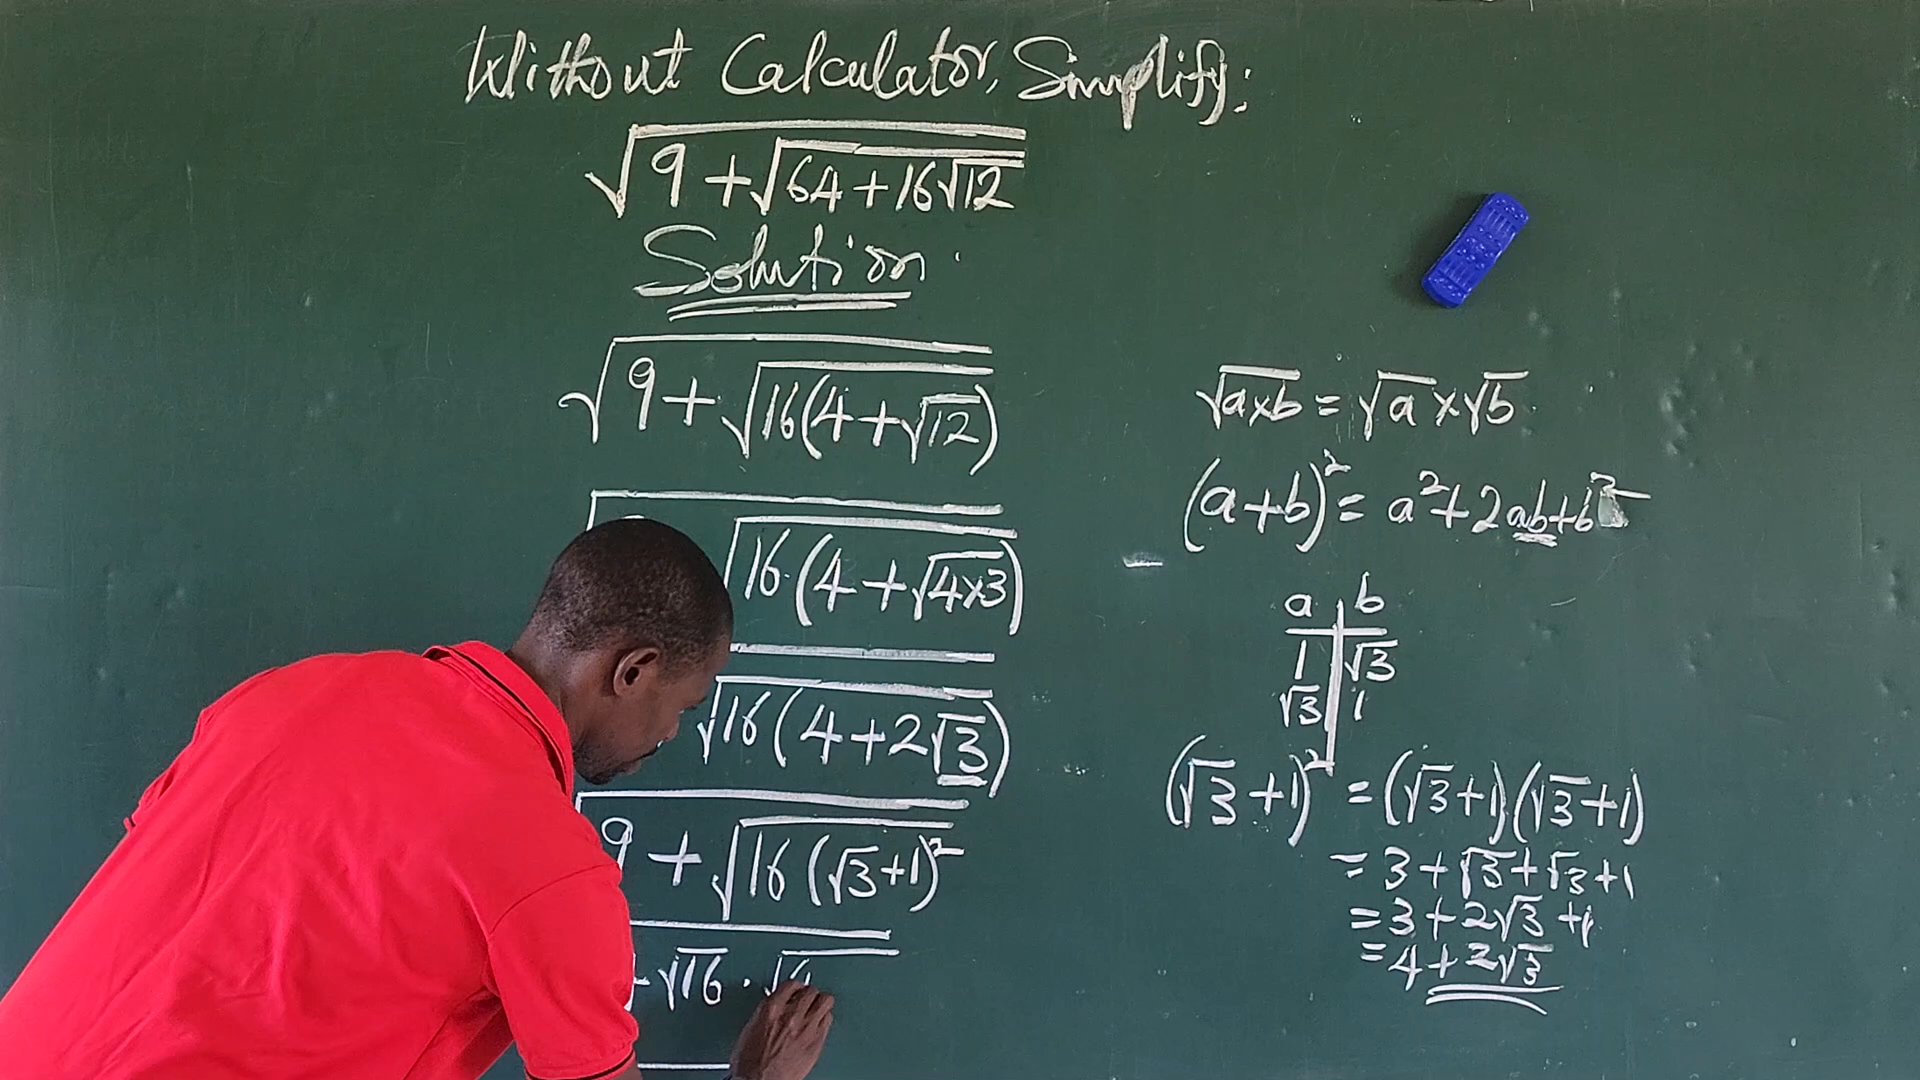 Without Calculator, Simplify:
√(9 + √(64 + 16√12))
Solution
√(9 + √(16(4 + √12)))
√(16(4 + √(4×3)))
√(16(4 + 2√3))
9 + √(16(√3+1)²)
√16 · √(
√(a×b) = √a × √b
(a+b)² = a² + 2ab + b²
a b
1 √3
√3 1
(√3 + 1)² = (√3+1)(√3+1)
= 3 + √3 + √3 + 1
= 3 + 2√3 + 1
= 4 + 2√3